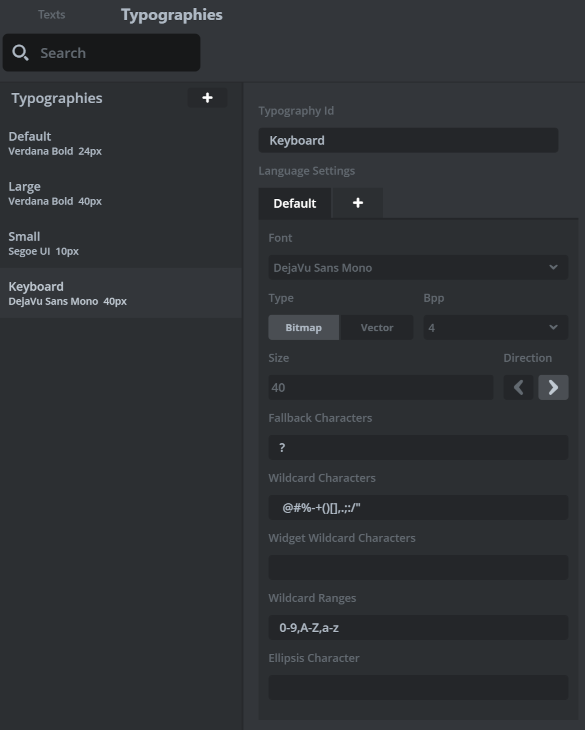 Texts
Typographies
Search
Typographies +
Default
Verdana Bold 24px
Large
Verdana Bold 40px
Small
Segoe UI 10px
Keyboard
DejaVu Sans Mono 40px
Typography Id
Keyboard
Language Settings
Default +
Font
DejaVu Sans Mono
Type Bpp
Bitmap Vector 4
Size Direction
40
Fallback Characters
?
Wildcard Characters
@#%-+()[],.;:/"
Widget Wildcard Characters
Wildcard Ranges
0-9,A-Z,a-z
Ellipsis Character